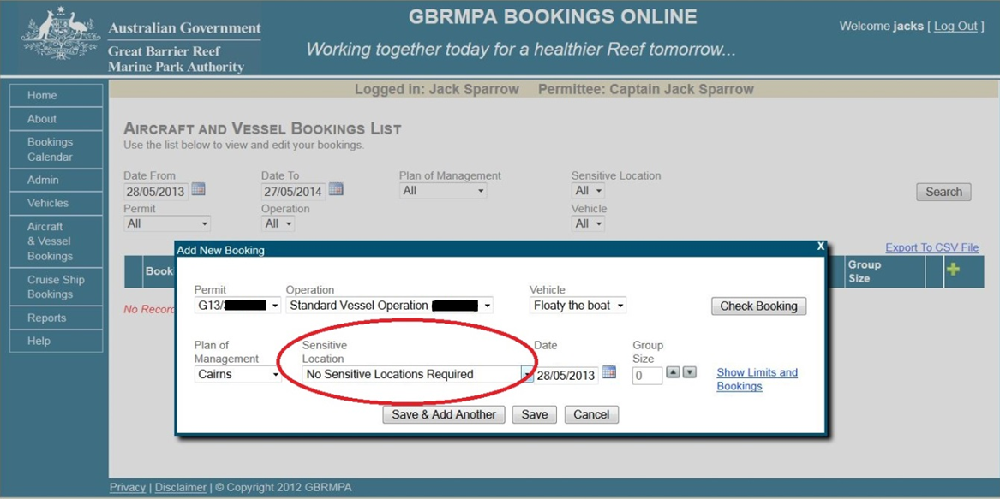 GBRMPA BOOKINGS ONLINE
Australian Government
Great Barrier Reef
Marine Park Authority
Working together today for a healthier Reef tomorrow...
Welcome jacks [ Log Out ]
Logged in: Jack Sparrow Permittee: Captain Jack Sparrow
Home
About
Bookings
Calendar
Admin
Vehicles
Aircraft
& Vessel
Bookings
Cruise Ship
Bookings
Reports
Help
AIRCRAFT AND VESSEL BOOKINGS LIST
Use the list below to view and edit your bookings.
Date From Date To Plan of Management Sensitive Location
28/05/2013 27/05/2014 All All Search
Permit Operation Vehicle
All All All
Export To CSV File
Book Group
Size
No Recor
Add New Booking X
Permit Operation Vehicle
G13/ Standard Vessel Operation Floaty the boat Check Booking
Plan of
Management
Sensitive
Location
Date
Group
Size
Cairns No Sensitive Locations Required 28/05/2013 0
Show Limits and
Bookings
Save & Add Another Save Cancel
Privacy | Disclaimer | © Copyright 2012 GBRMPA